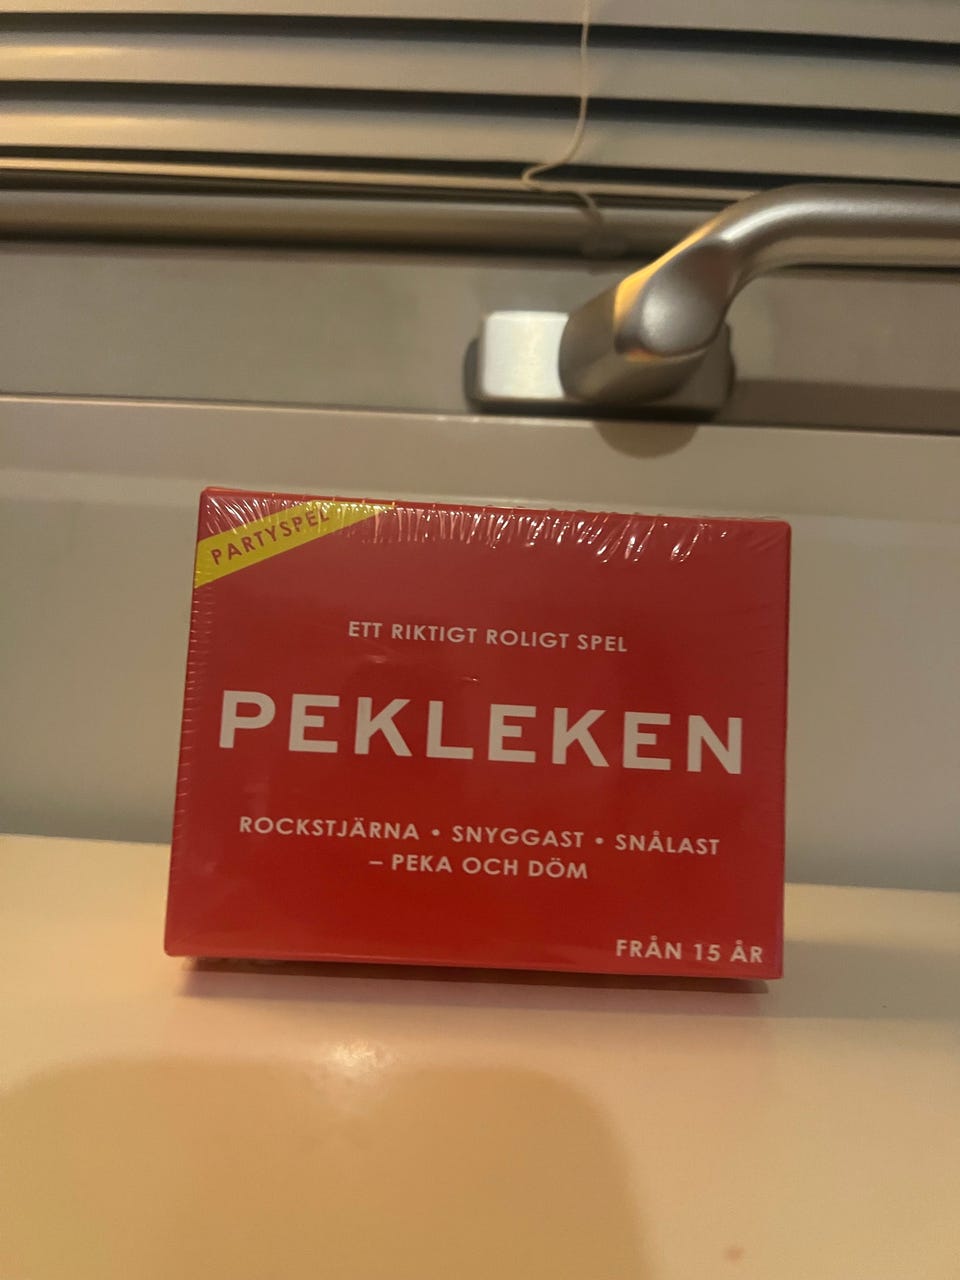 PARTYSPEL
ETT RIKTIGT ROLIGT SPEL
PEKLEKEN
ROCKSTJÄRNA • SNYGGAST • SNÅLAST
– PEKA OCH DÖM
FRÅN 15 ÅR